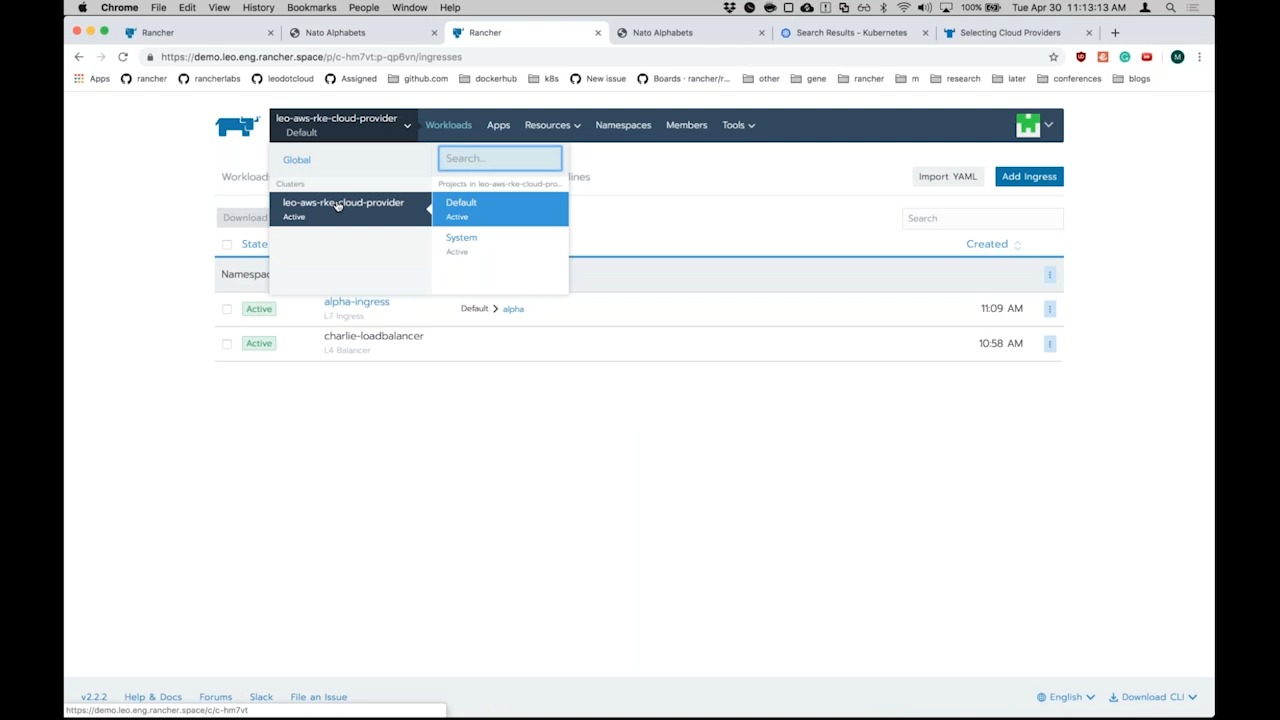 Chrome File Edit View History Bookmarks People Window Help 100% Tue Apr 30 11:13:13 AM
Rancher Nato Alphabets Rancher Nato Alphabets Search Results - Kubernetes Selecting Cloud Providers
https://demo.leo.eng.rancher.space/p/c-hm7vt:p-qp6vn/ingresses M
Apps rancher rancherlabs leodotcloud Assigned github.com dockerhub k8s New issue Boards · rancher/r... other gene rancher m research later conferences blogs
leo-aws-rke-cloud-provider
Default
Workloads Apps Resources Namespaces Members Tools
Global Search...
Workload lines Import YAML Add Ingress
Clusters Projects in leo-aws-rke-cloud-pro...
leo-aws-rke-cloud-provider Default
Active Active
Download Search
System
Active
State Created
Namespac
Active alpha-ingress Default > alpha 11:09 AM
L7 Ingress
Active charlie-loadbalancer 10:58 AM
L4 Balancer
v2.2.2 Help & Docs Forums Slack File an Issue English Download CLI
https://demo.leo.eng.rancher.space/c/c-hm7vt